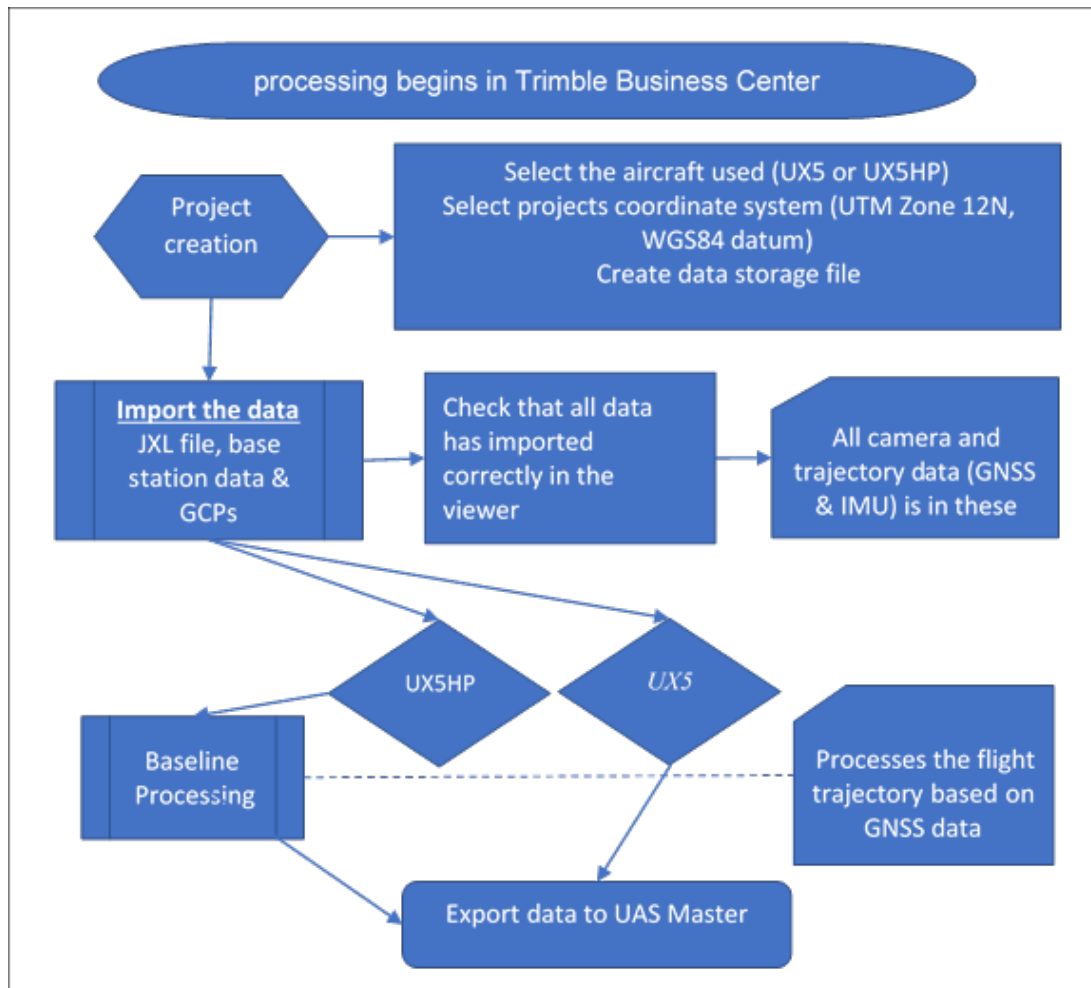 processing begins in Trimble Business Center
Project
creation
Select the aircraft used (UX5 or UX5HP)
Select projects coordinate system (UTM Zone 12N,
WGS84 datum)
Create data storage file
Import the data
JXL file, base
station data &
GCPs
Check that all data
has imported
correctly in the
viewer
All camera and
trajectory data (GNSS
& IMU) is in these
UX5HP
UX5
Baseline
Processing
Processes the flight
trajectory based on
GNSS data
Export data to UAS Master